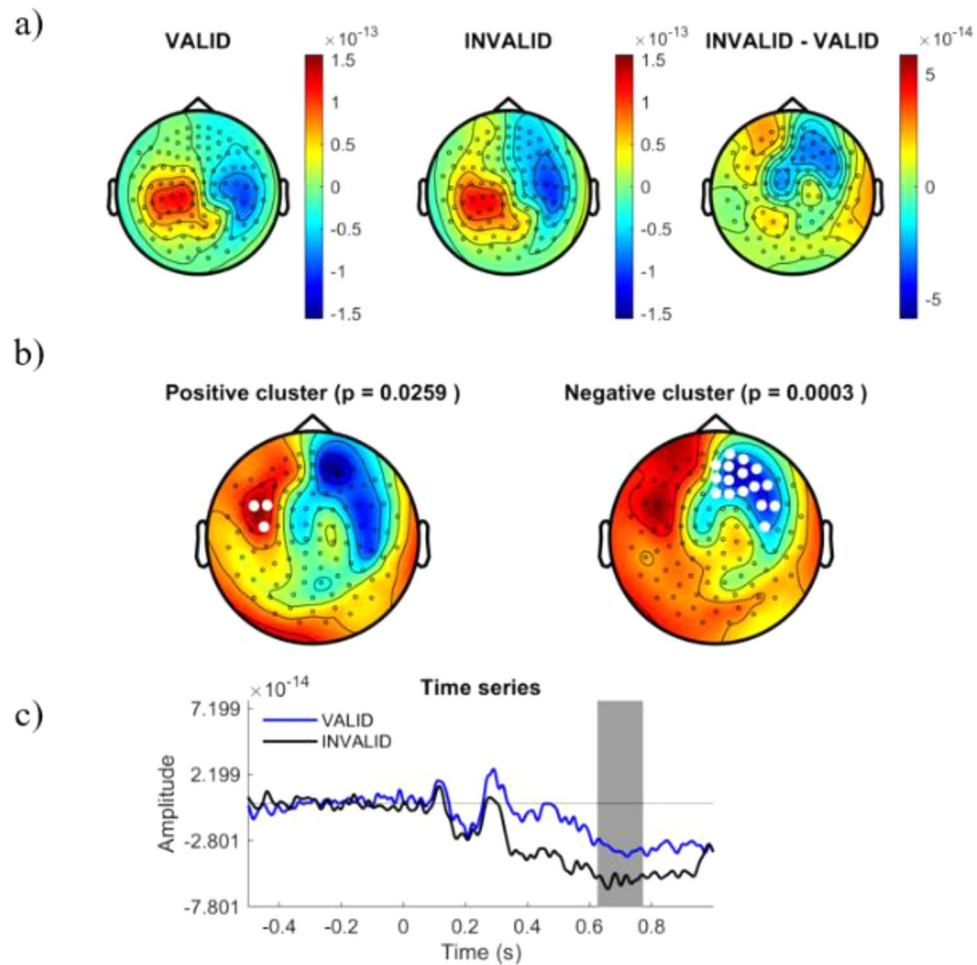 a)
VALID
×10-13
1.5
1
0.5
0
-0.5
-1
-1.5
INVALID
×10-13
1.5
1
0.5
0
-0.5
-1
-1.5
INVALID - VALID
×10-14
5
0
-5
b)
Positive cluster (p = 0.0259 )
Negative cluster (p = 0.0003 )
c)
Time series
×10-14
7.199
2.199
-2.801
-7.801
Amplitude
VALID
INVALID
-0.4 -0.2 0 0.2 0.4 0.6 0.8
Time (s)